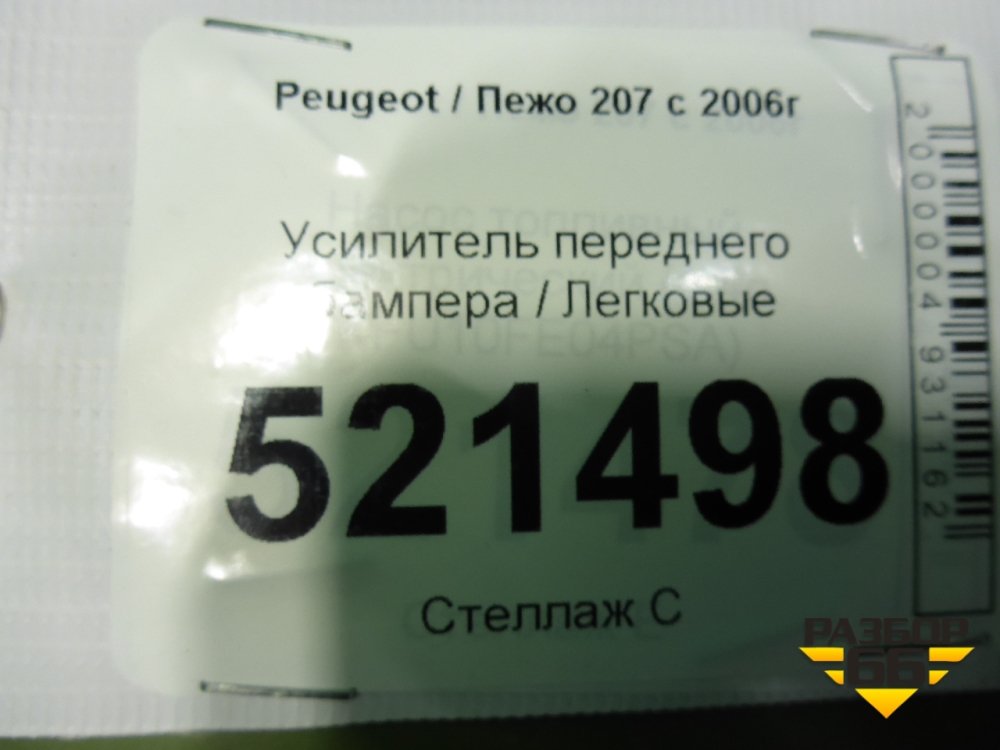 Peugeot / Пежо 207 с 2006г
Усилитель переднего
бампера / Легковые
521498
Стеллаж С
2000004931162
РАЗБОР
66